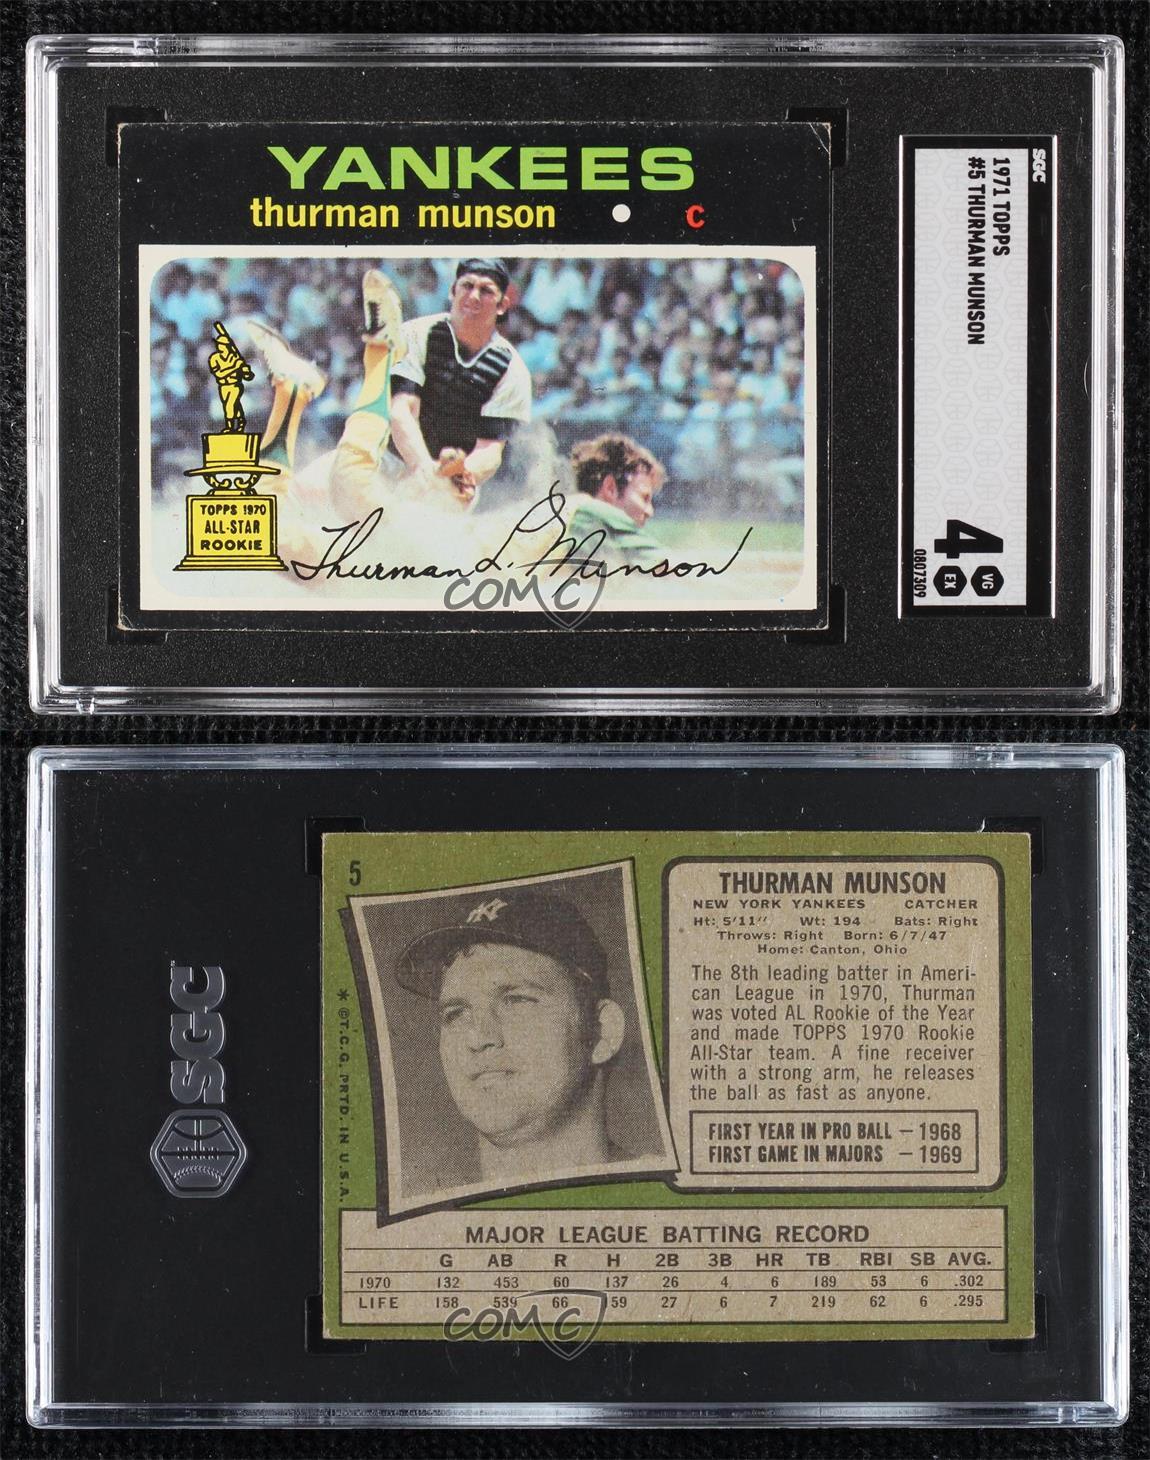 YANKEES
thurman munson • c
TOPPS 1970
ALL-STAR
ROOKIE
Thurman L. Munson
COMC
SGC
1971 TOPPS
#5 THURMAN MUNSON
4
VG
EX
0807309
5
THURMAN MUNSON
NEW YORK YANKEES CATCHER
Ht: 5'11" Wt: 194 Bats: Right
Throws: Right Born: 6/7/47
Home: Canton, Ohio
The 8th leading batter in Ameri-
can League in 1970, Thurman
was voted AL Rookie of the Year
and made TOPPS 1970 Rookie
All-Star team. A fine receiver
with a strong arm, he releases
the ball as fast as anyone.
FIRST YEAR IN PRO BALL — 1968
FIRST GAME IN MAJORS — 1969
NY
* © T.C.G. PRTD. IN U.S.A.
SGC
MAJOR LEAGUE BATTING RECORD
G AB R H 2B 3B HR TB RBI SB AVG.
1970 132 453 60 137 26 4 6 189 53 6 .302
LIFE 158 539 66 159 27 6 7 219 62 6 .295
COMC